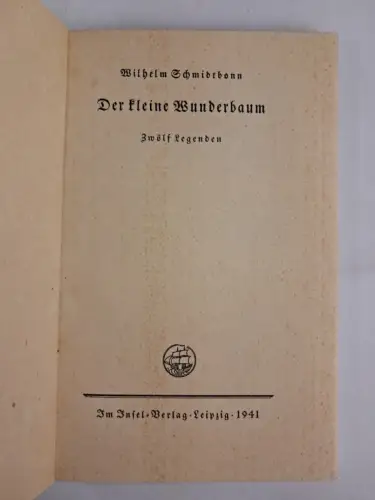 Wilhelm Schmidtbonn
Der kleine Wunderbaum
Zwölf Legenden
Im Insel-Verlag · Leipzig · 1941